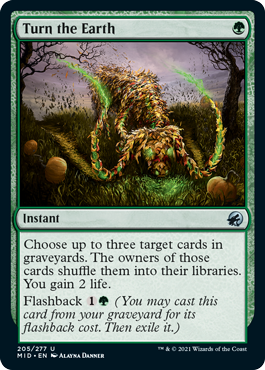 Turn the Earth
Instant
Choose up to three target cards in
graveyards. The owners of those
cards shuffle them into their libraries.
You gain 2 life.
Flashback 1 (You may cast this
card from your graveyard for its
flashback cost. Then exile it.)
205/277 U
MID • EN Alayna Danner
™ & © 2021 Wizards of the Coast